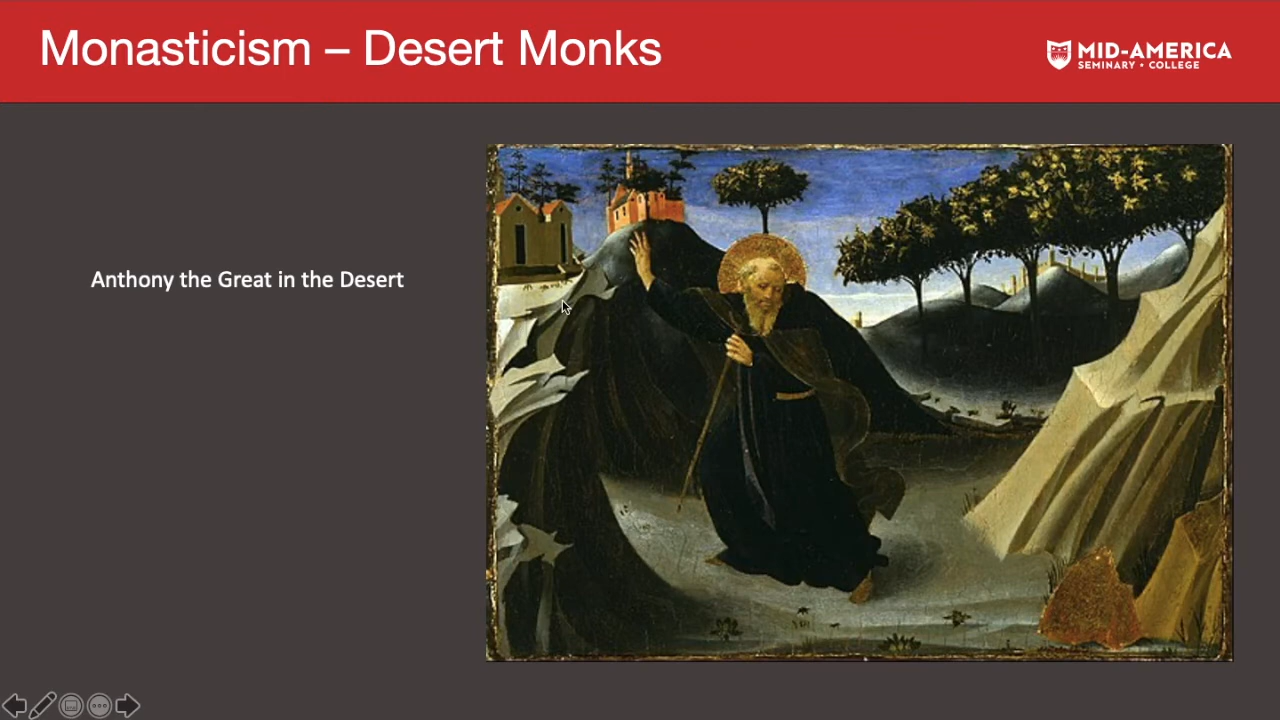 Monasticism – Desert Monks
MID-AMERICA
SEMINARY • COLLEGE
Anthony the Great in the Desert